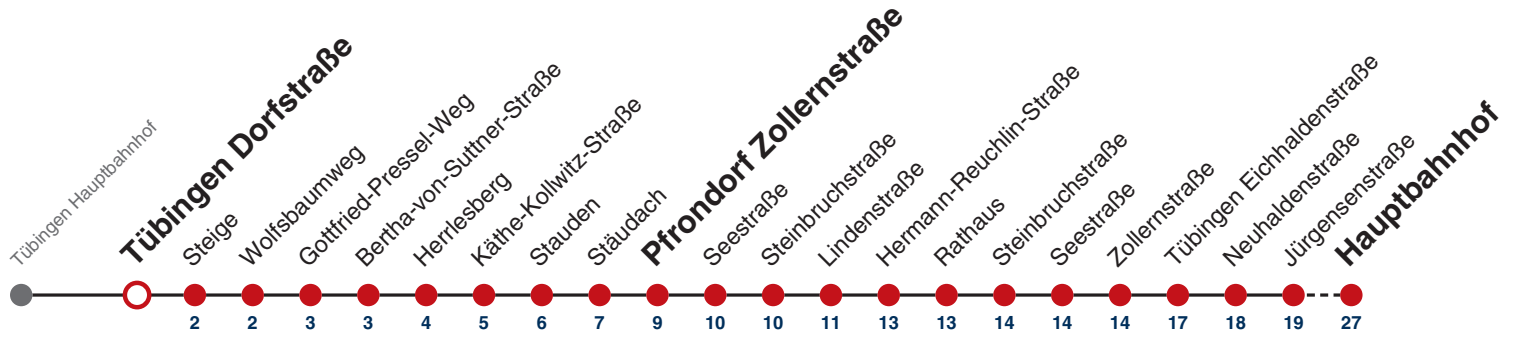 Tübingen Hauptbahnhof
Tübingen Dorfstraße
Steige
Wolfsbaumweg
Gottfried-Pressel-Weg
Bertha-von-Suttner-Straße
Herrlesberg
Käthe-Kollwitz-Straße
Stauden
Stäudach
Pfrondorf Zollernstraße
Seestraße
Steinbruchstraße
Lindenstraße
Hermann-Reuchlin-Straße
Rathaus
Steinbruchstraße
Seestraße
Zollernstraße
Tübingen Eichhaldenstraße
Neuhaldenstraße
Jürgensenstraße
Hauptbahnhof
2 2 3 3 4 5 6 7 9 10 10 11 13 13 14 14 14 17 18 19 27